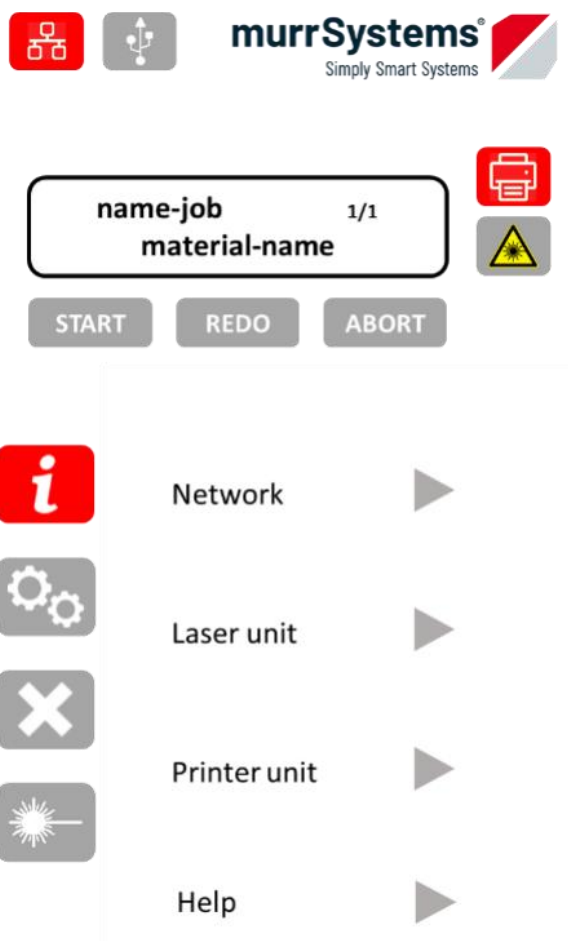 murrSystems®
Simply Smart Systems
name-job 1/1
material-name
START REDO ABORT
i
Network
Laser unit
Printer unit
Help